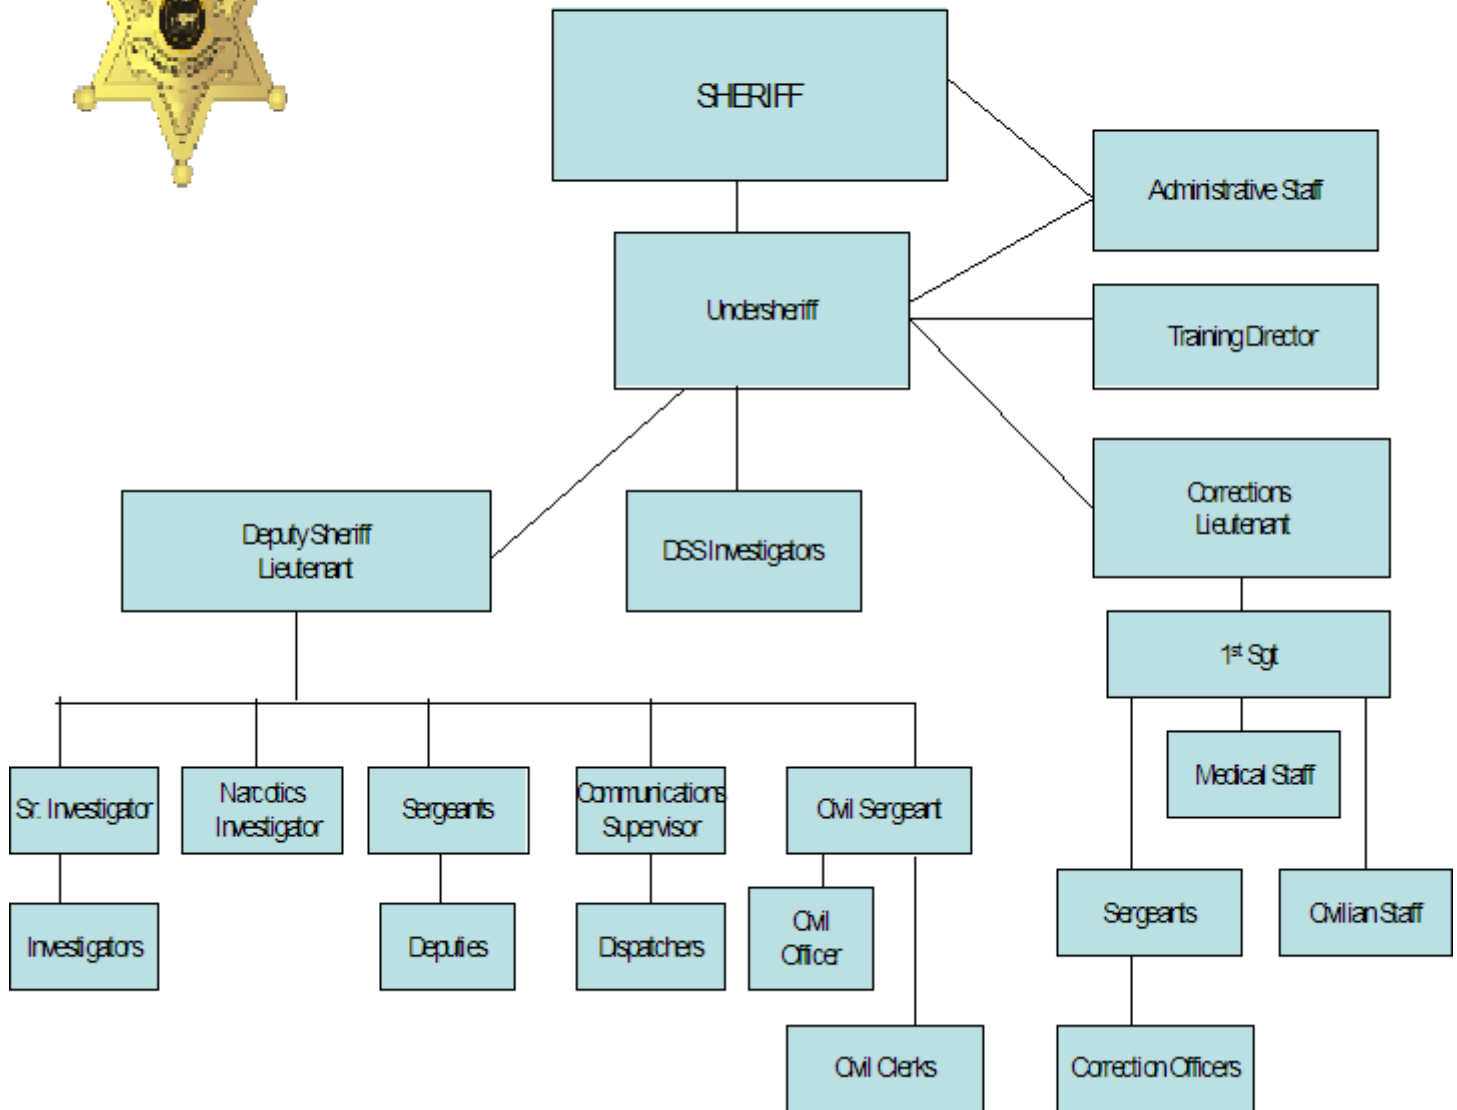 SHERIFF
Administrative Staff
Undersheriff
Training Director
Corrections
Lieutenant
Deputy Sheriff
Lieutenant
DSS Investigators
1st Sgt
Medical Staff
Sr. Investigator
Narcotics
Investigator
Sergeants
Communications
Supervisor
Civil Sergeant
Sergeants
Civilian Staff
Investigators
Deputies
Dispatchers
Civil
Officer
Civil Clerks
Correction Officers